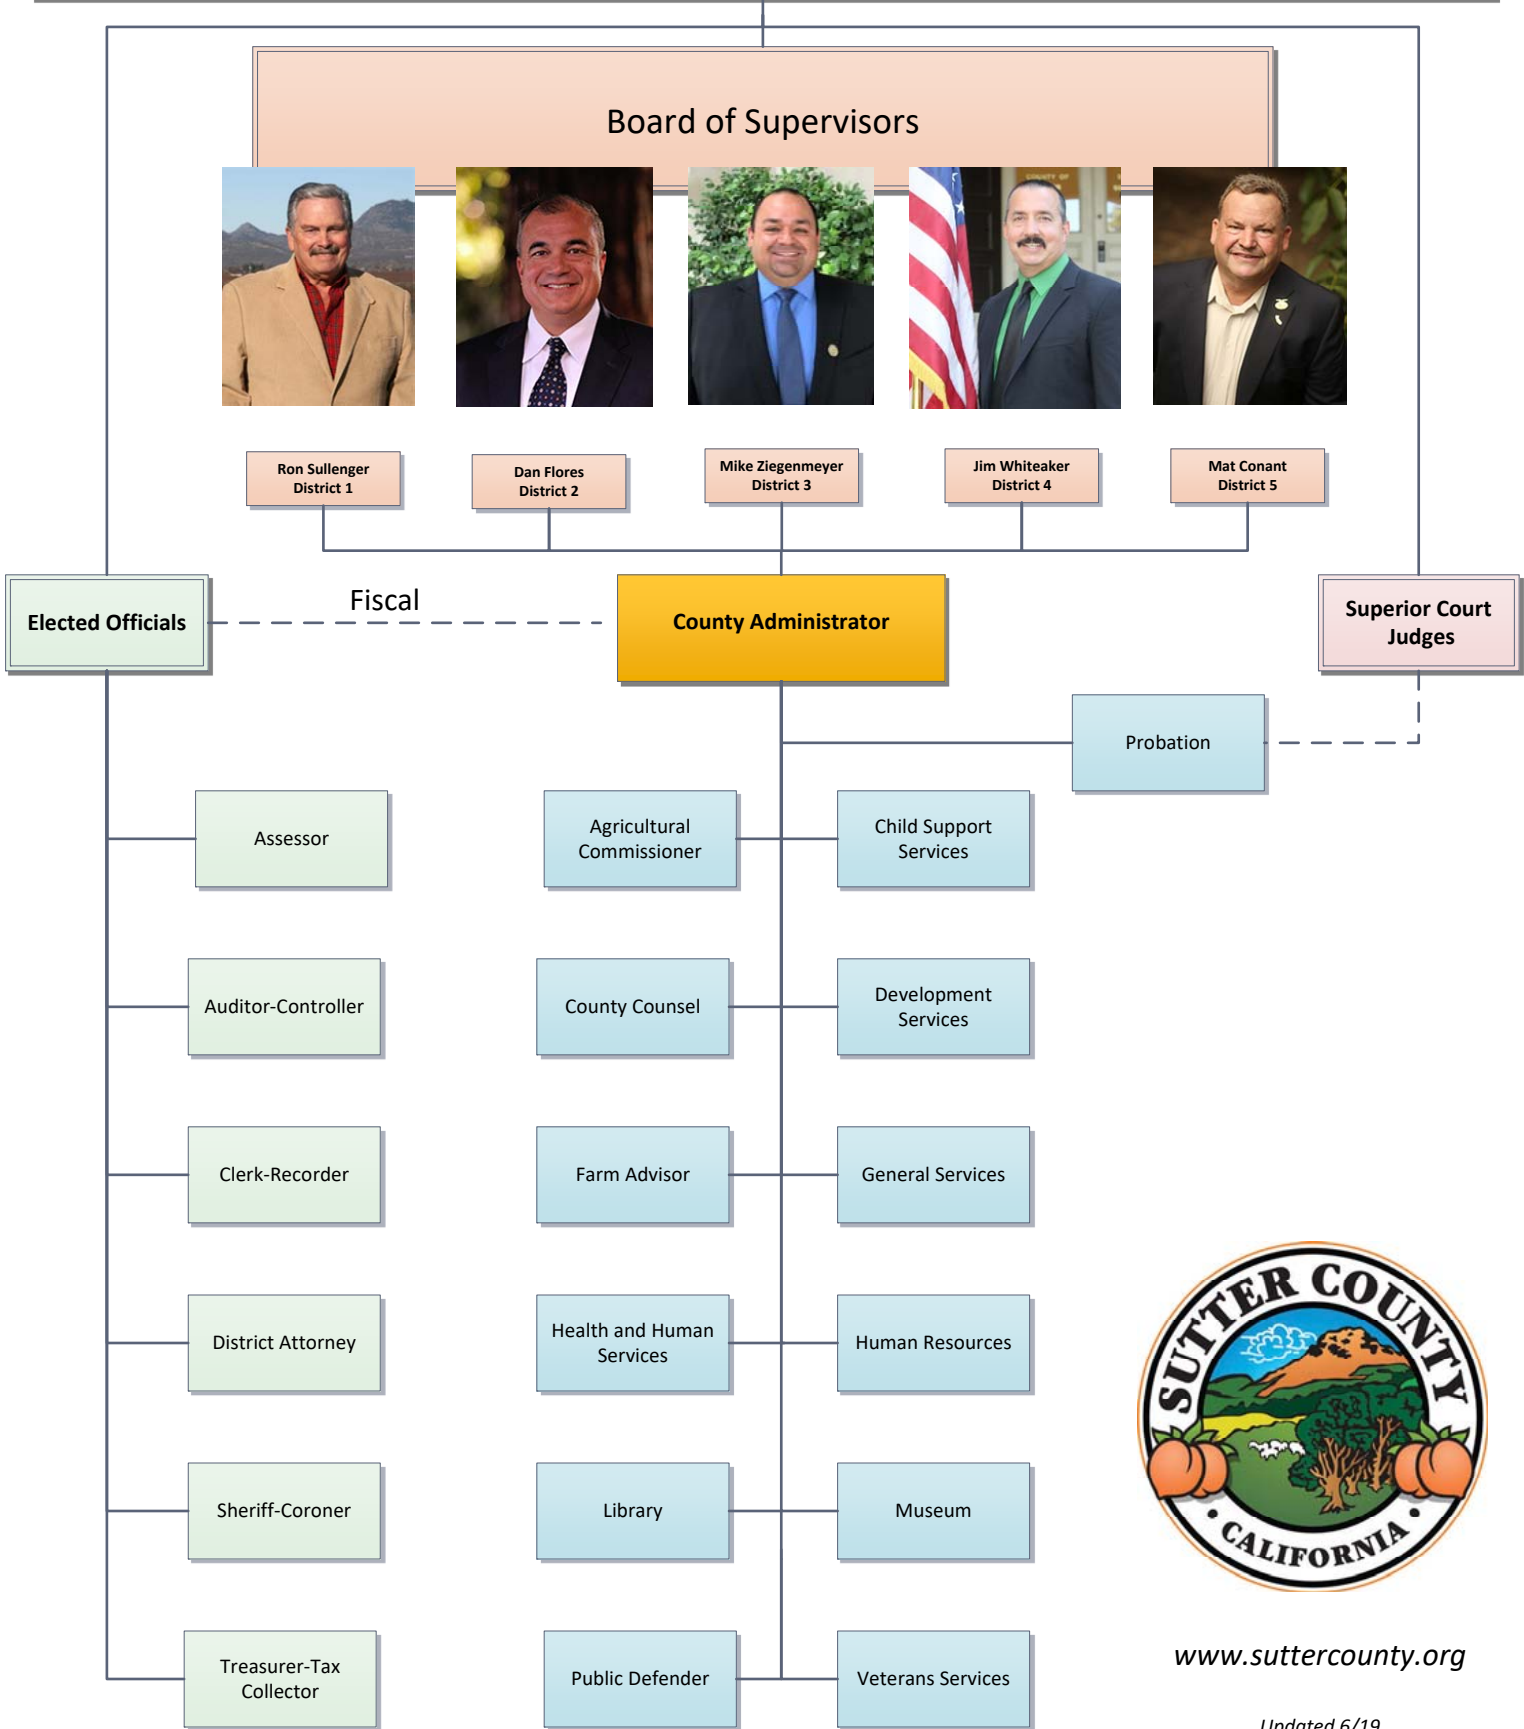 Board of Supervisors
COUNTY OF
Ron Sullenger
District 1
Dan Flores
District 2
Mike Ziegenmeyer
District 3
Jim Whiteaker
District 4
Mat Conant
District 5
Elected Officials
Fiscal
County Administrator
Superior Court
Judges
Probation
Assessor
Agricultural
Commissioner
Child Support
Services
Auditor-Controller
County Counsel
Development
Services
Clerk-Recorder
Farm Advisor
General Services
District Attorney
Health and Human
Services
Human Resources
Sheriff-Coroner
Library
Museum
SUTTER COUNTY
• CALIFORNIA •
Treasurer-Tax
Collector
Public Defender
Veterans Services
www.suttercounty.org
Updated 6/19